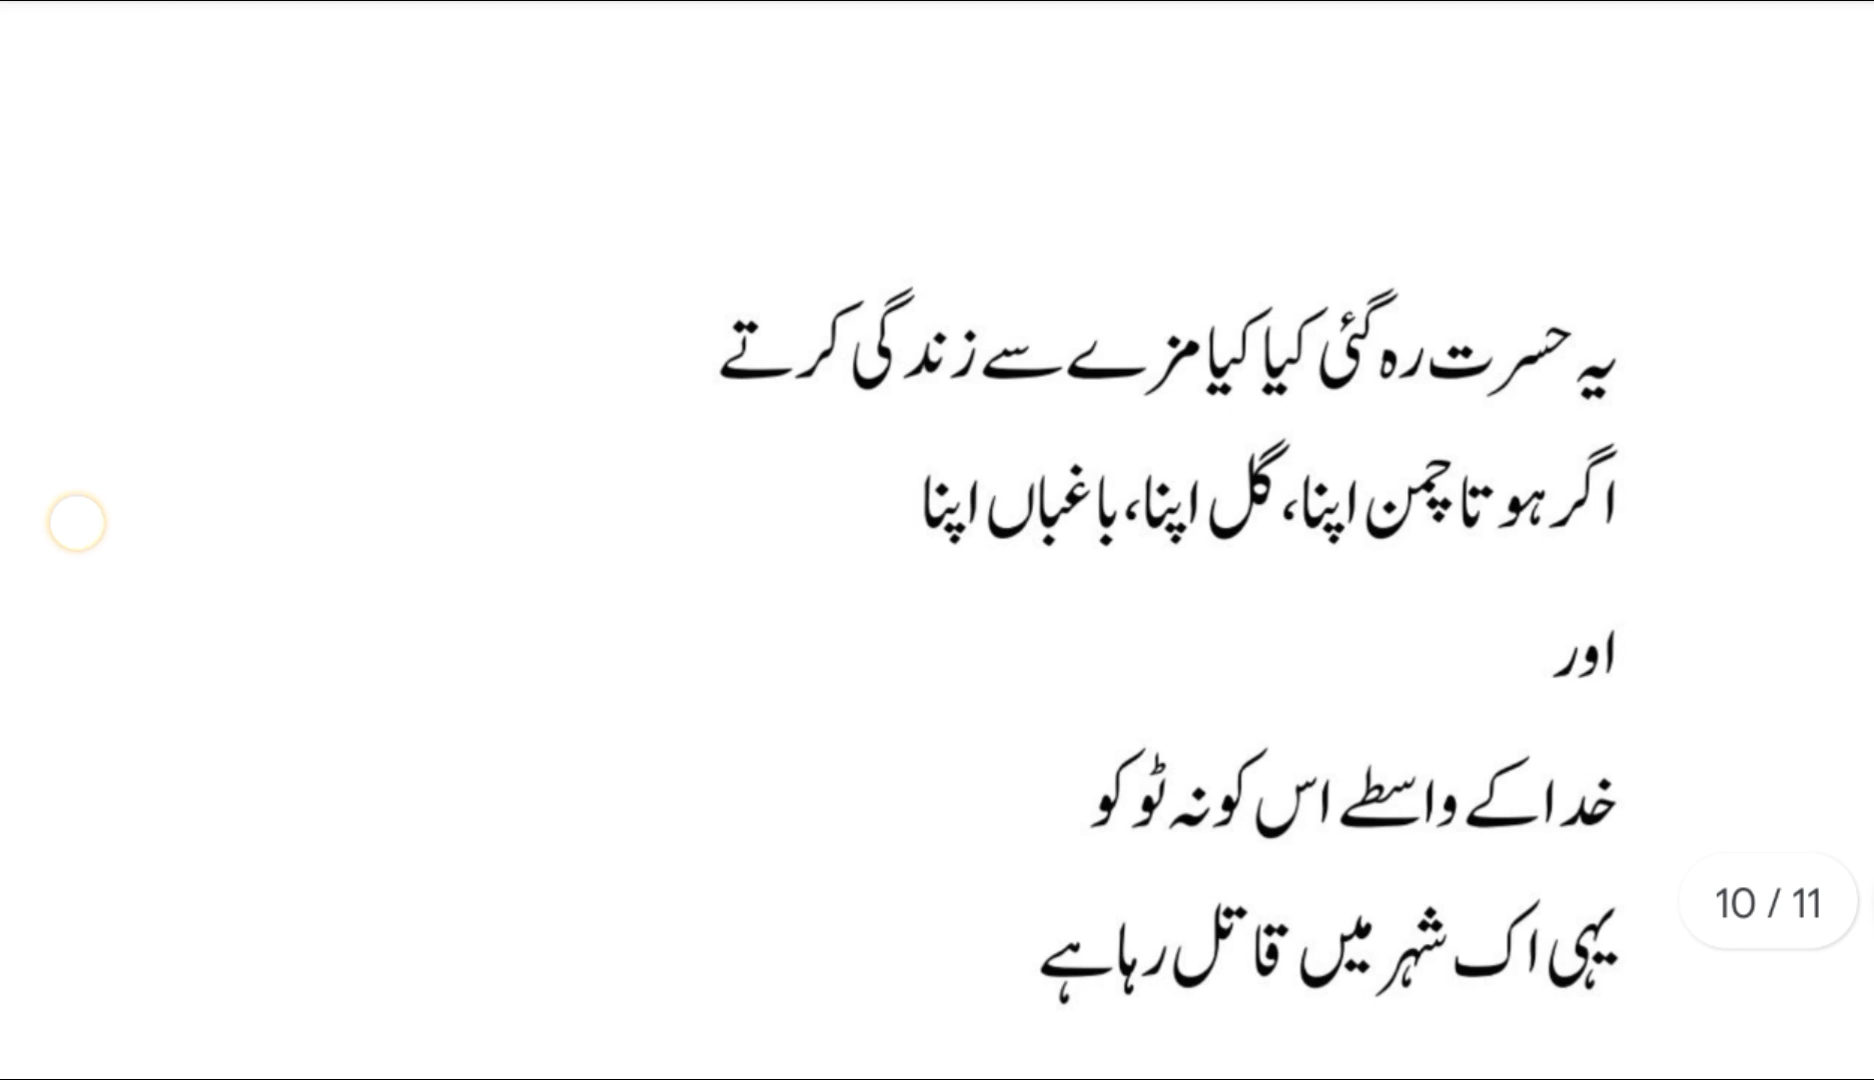 یہ حسرت رہ گئی کیا کیا مزے سے زندگی کرتے
اگر ہوتا چمن اپنا، گل اپنا، باغباں اپنا
اور
خدا کے واسطے اس کو نہ ٹوکو
یہی اک شہر میں قاتل رہا ہے
10 / 11